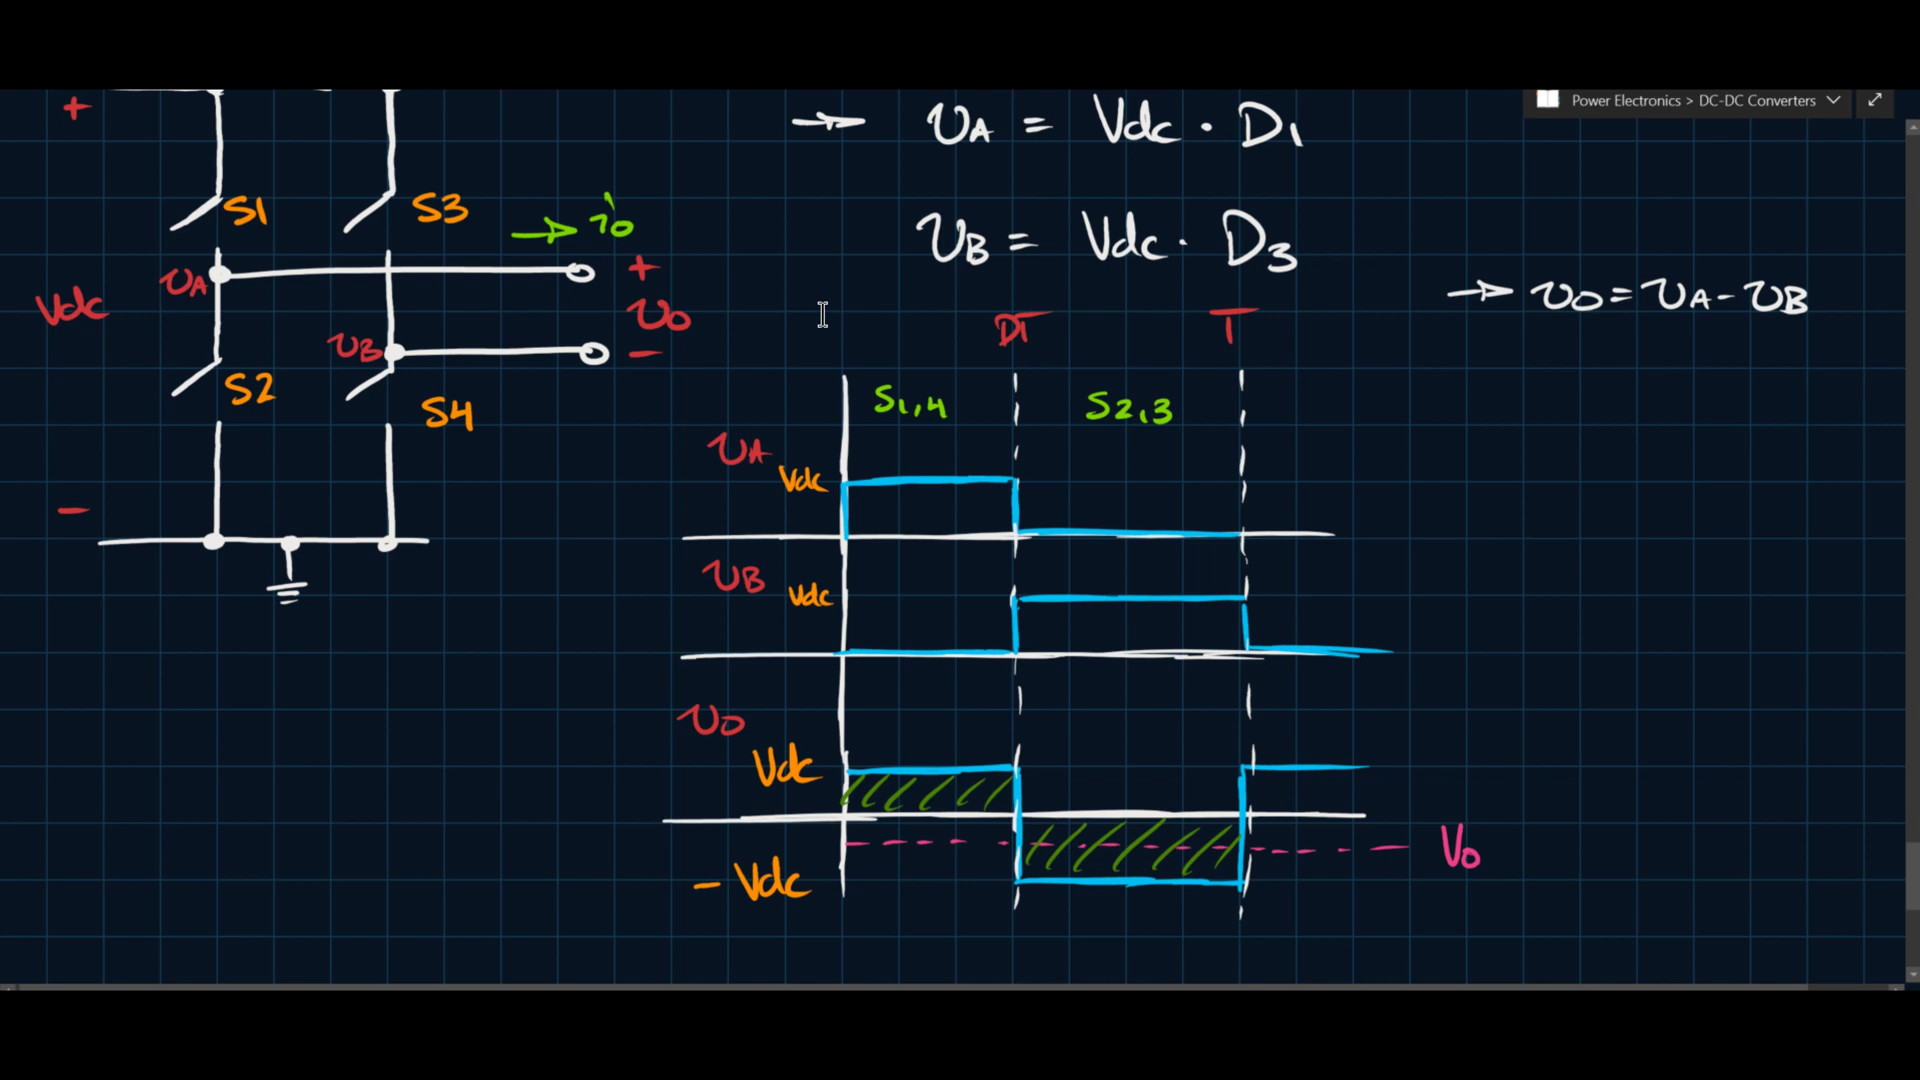 Power Electronics > DC-DC Converters
+
→ VA = Vdc · D1
S1
S3
→ io
VB = Vdc · D3
VA
+
Vdc
Vo
→ Vo = VA - VB
VB
-
DT
T
S2
S4
S1,4
S2,3
VA
Vdc
-
VB
Vdc
Vo
Vdc
Vo
- Vdc